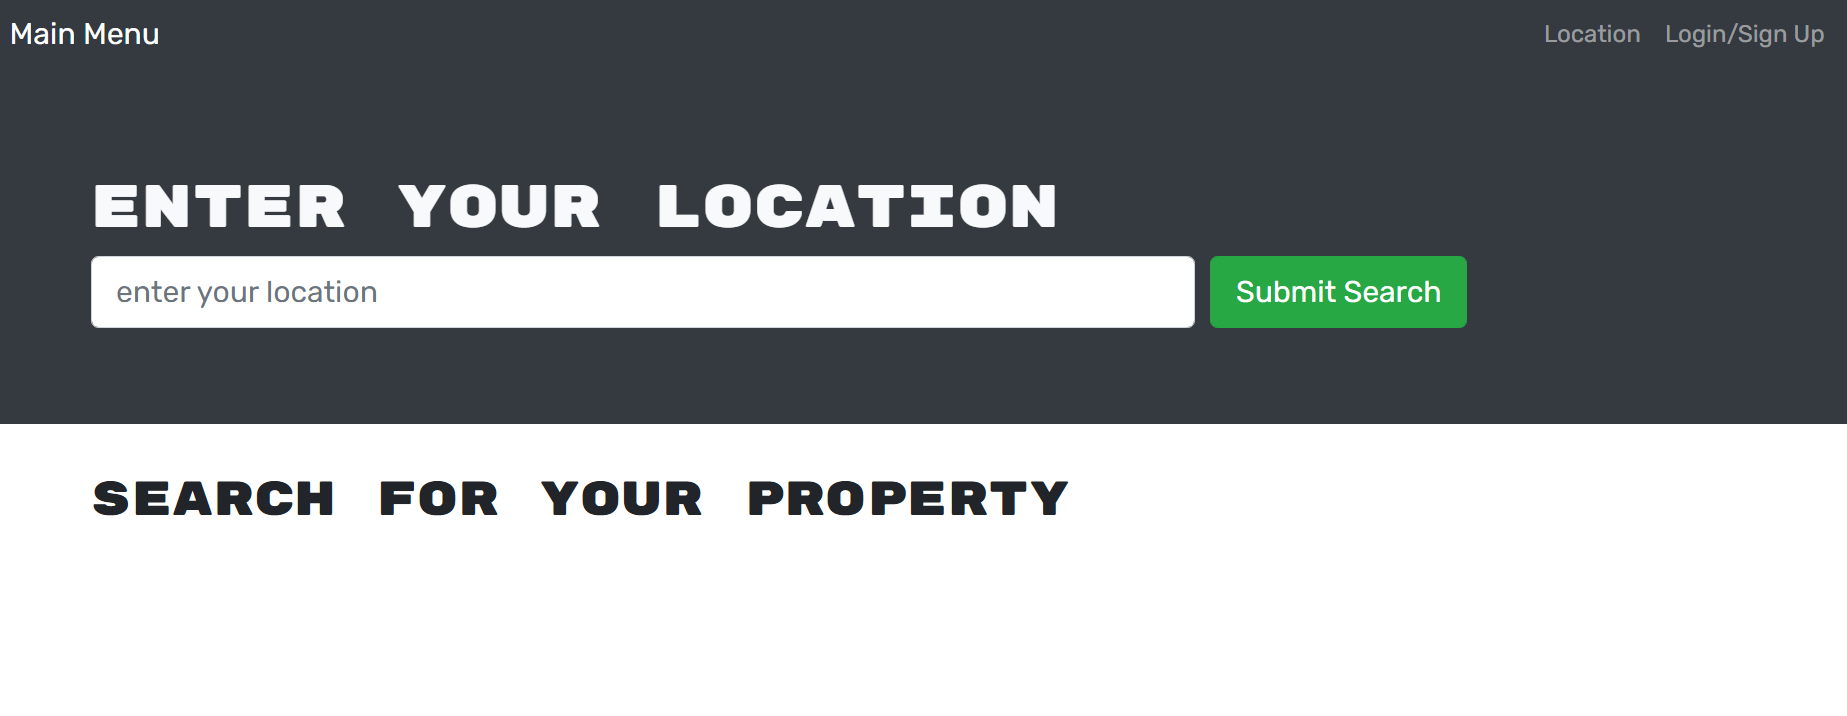 Main Menu
Location
Login/Sign Up
ENTER YOUR LOCATION
enter your location
Submit Search
SEARCH FOR YOUR PROPERTY